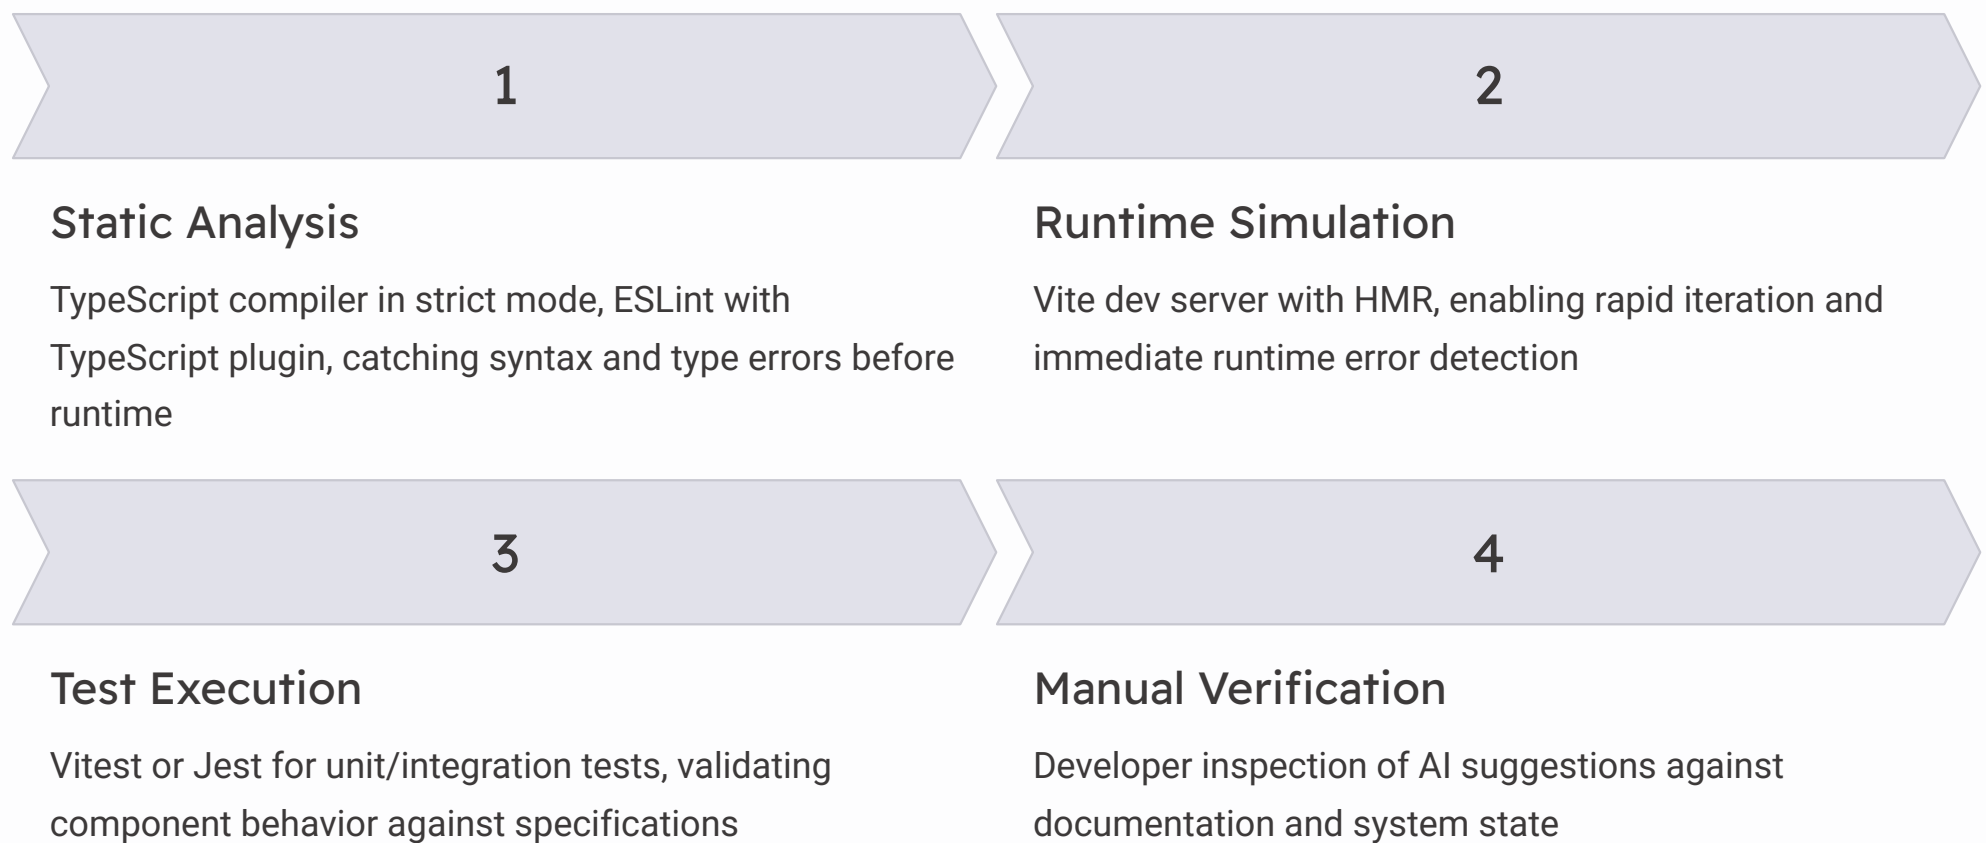 1
2
Static Analysis
TypeScript compiler in strict mode, ESLint with
TypeScript plugin, catching syntax and type errors before
runtime
Runtime Simulation
Vite dev server with HMR, enabling rapid iteration and
immediate runtime error detection
3
4
Test Execution
Vitest or Jest for unit/integration tests, validating
component behavior against specifications
Manual Verification
Developer inspection of AI suggestions against
documentation and system state